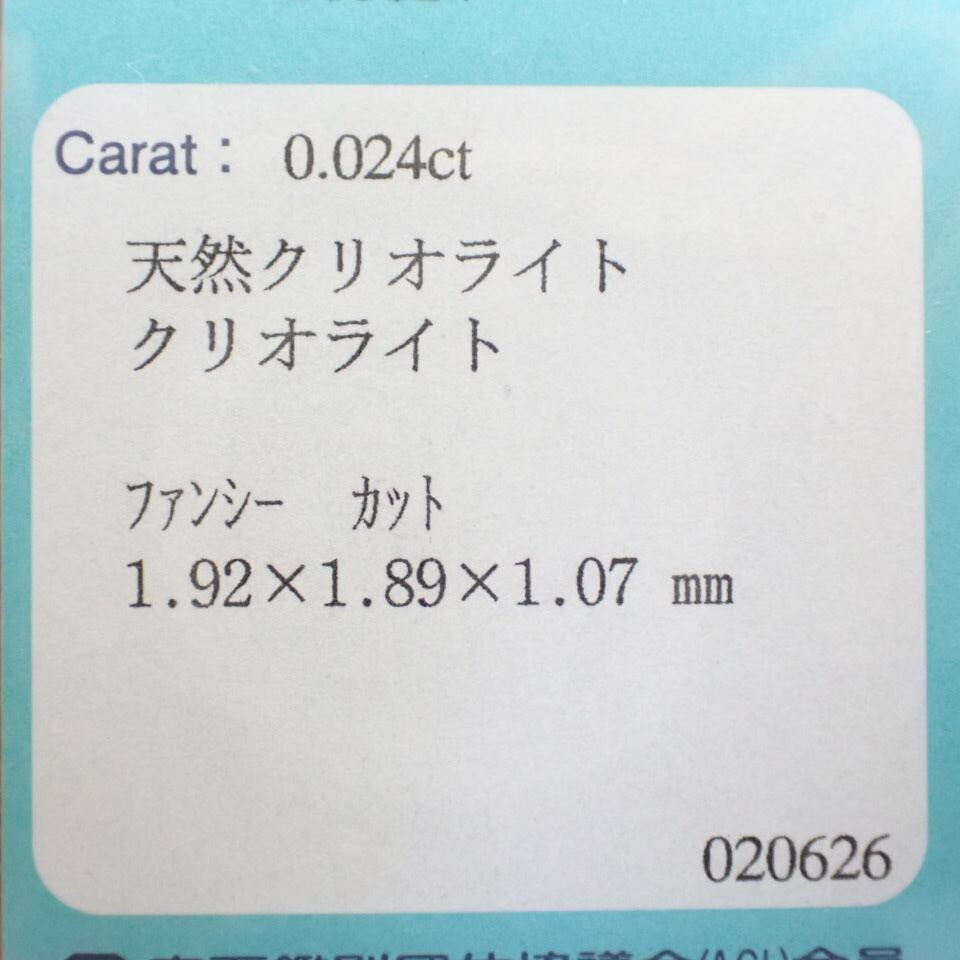 Carat： 0.024ct
天然クリオライト
クリオライト
ファンシー カット
1.92×1.89×1.07 mm
020626